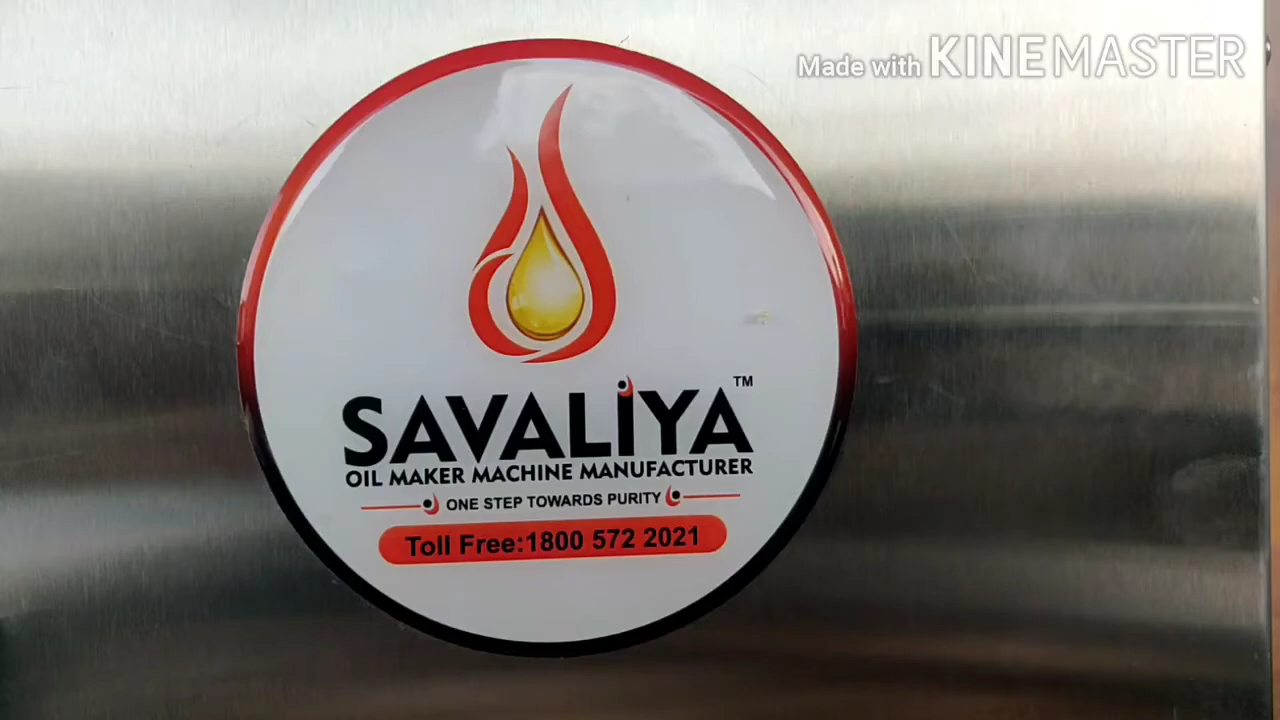 Made with KINEMASTER
SAVALIYA™
OIL MAKER MACHINE MANUFACTURER
ONE STEP TOWARDS PURITY
Toll Free:1800 572 2021